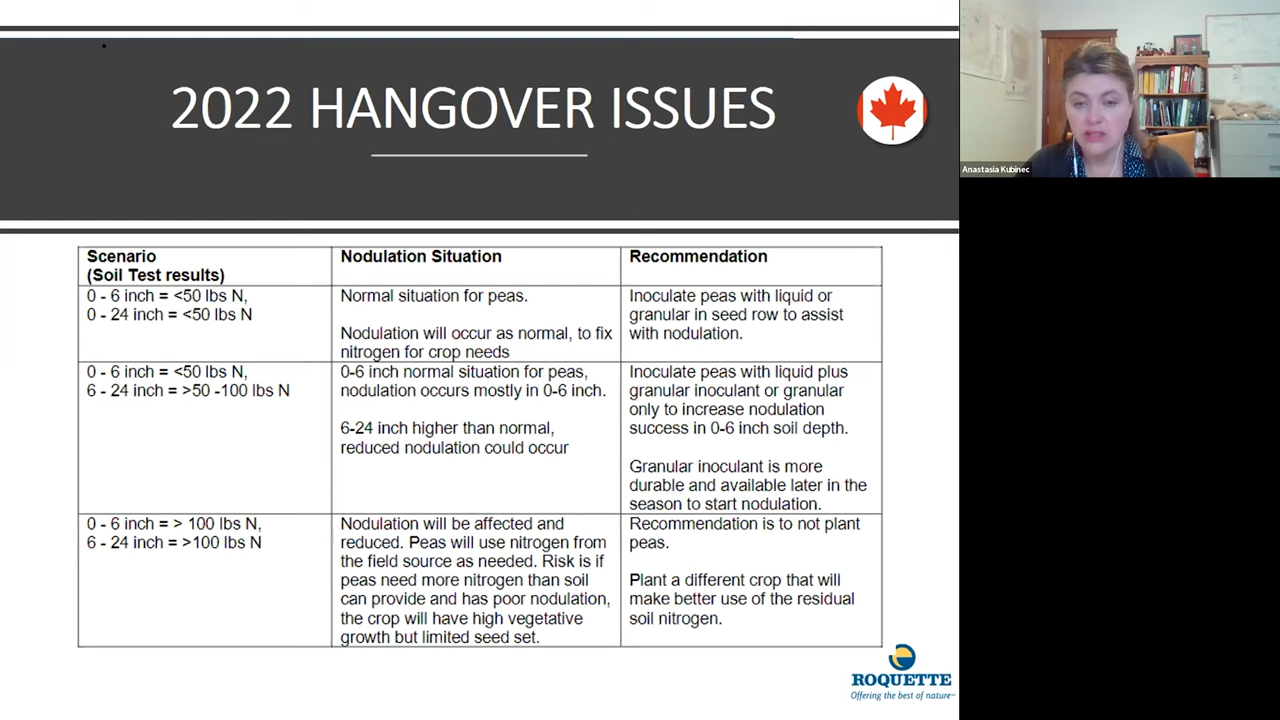 2022 HANGOVER ISSUES
Anastasia Kubinec
Scenario
(Soil Test results)
Nodulation Situation
Recommendation
0 - 6 inch = <50 lbs N,
0 - 24 inch = <50 lbs N
Normal situation for peas.
Nodulation will occur as normal, to fix
nitrogen for crop needs
Inoculate peas with liquid or
granular in seed row to assist
with nodulation.
0 - 6 inch = <50 lbs N,
6 - 24 inch = >50 -100 lbs N
0-6 inch normal situation for peas,
nodulation occurs mostly in 0-6 inch.
6-24 inch higher than normal,
reduced nodulation could occur
Inoculate peas with liquid plus
granular inoculant or granular
only to increase nodulation
success in 0-6 inch soil depth.
Granular inoculant is more
durable and available later in the
season to start nodulation.
0 - 6 inch = > 100 lbs N,
6 - 24 inch = >100 lbs N
Nodulation will be affected and
reduced. Peas will use nitrogen from
the field source as needed. Risk is if
peas need more nitrogen than soil
can provide and has poor nodulation,
the crop will have high vegetative
growth but limited seed set.
Recommendation is to not plant
peas.
Plant a different crop that will
make better use of the residual
soil nitrogen.
ROQUETTE
Offering the best of nature™